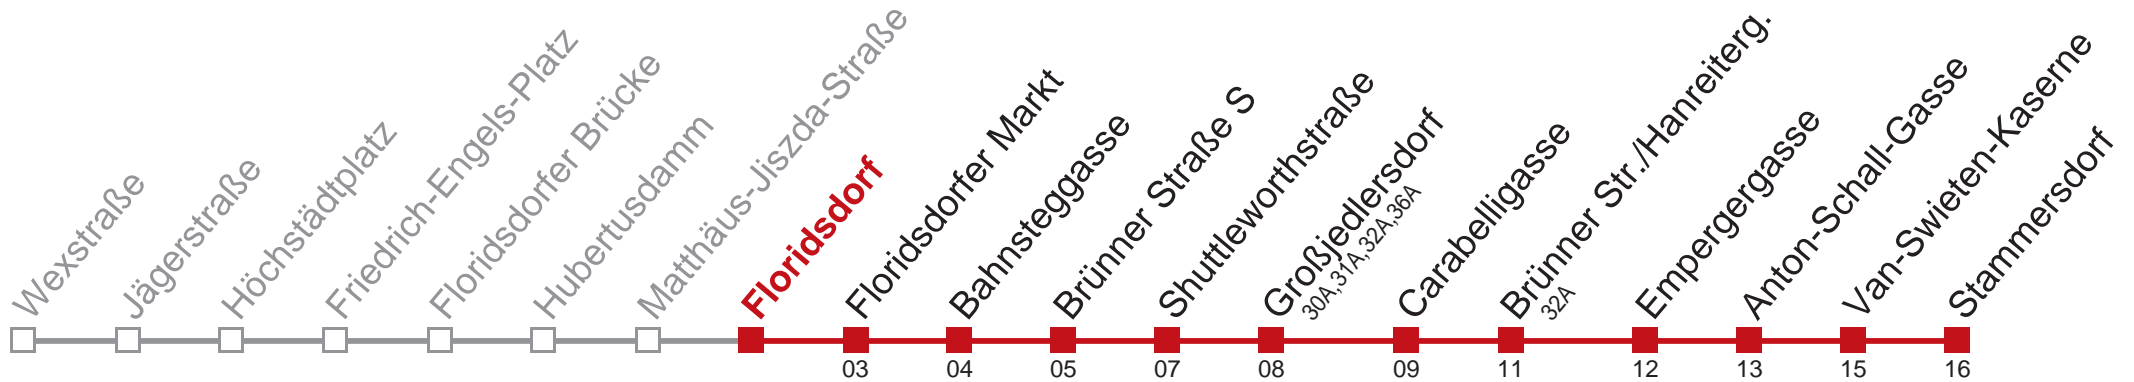 Wexstraße
Jägerstraße
Höchstädtplatz
Friedrich-Engels-Platz
Floridsdorfer Brücke
Hubertusdamm
Matthäus-Jiszda-Straße
Floridsdorf
Floridsdorfer Markt
Bahnsteggasse
Brünner Straße S
Shuttleworthstraße
Großjedlersdorf
30A,31A,32A,36A
Carabelligasse
Brünner Str./Hanreiterg.
32A
Empergergasse
Anton-Schall-Gasse
Van-Swieten-Kaserne
Stammersdorf
03 04 05 07 08 09 11 12 13 15 16